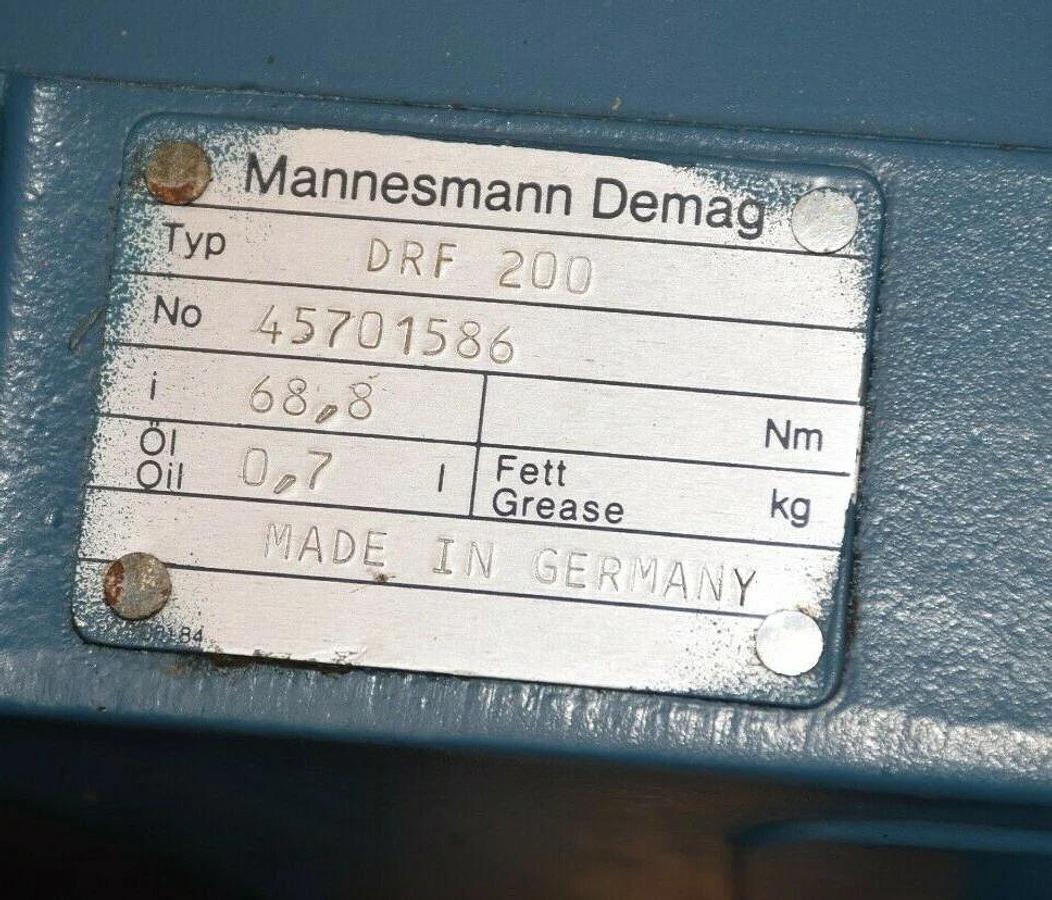 Mannesmann Demag
Typ DRF 200
No 45701586
i 68,8 Nm
Öl
Oil 0,7 l Fett
Grease kg
MADE IN GERMANY